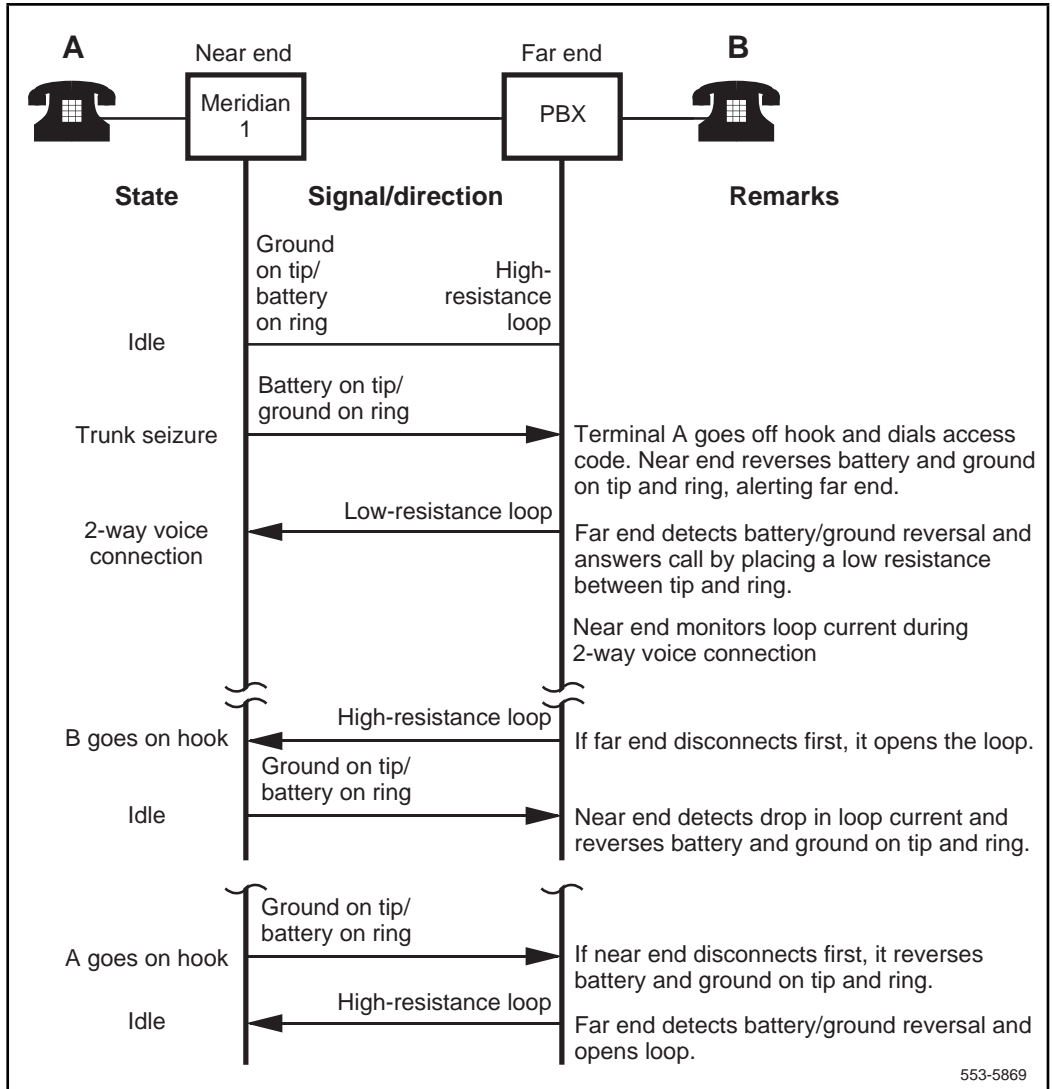 A
Near end
Far end
B
Meridian
1
PBX
State
Signal/direction
Remarks
Ground
on tip/
battery
on ring
High-
resistance
loop
Idle
Battery on tip/
ground on ring
Trunk seizure
Terminal A goes off hook and dials access
code. Near end reverses battery and ground
on tip and ring, alerting far end.
Low-resistance loop
2-way voice
connection
Far end detects battery/ground reversal and
answers call by placing a low resistance
between tip and ring.
Near end monitors loop current during
2-way voice connection
High-resistance loop
B goes on hook
If far end disconnects first, it opens the loop.
Ground on tip/
battery on ring
Idle
Near end detects drop in loop current and
reverses battery and ground on tip and ring.
Ground on tip/
battery on ring
A goes on hook
If near end disconnects first, it reverses
battery and ground on tip and ring.
High-resistance loop
Idle
Far end detects battery/ground reversal and
opens loop.
553-5869